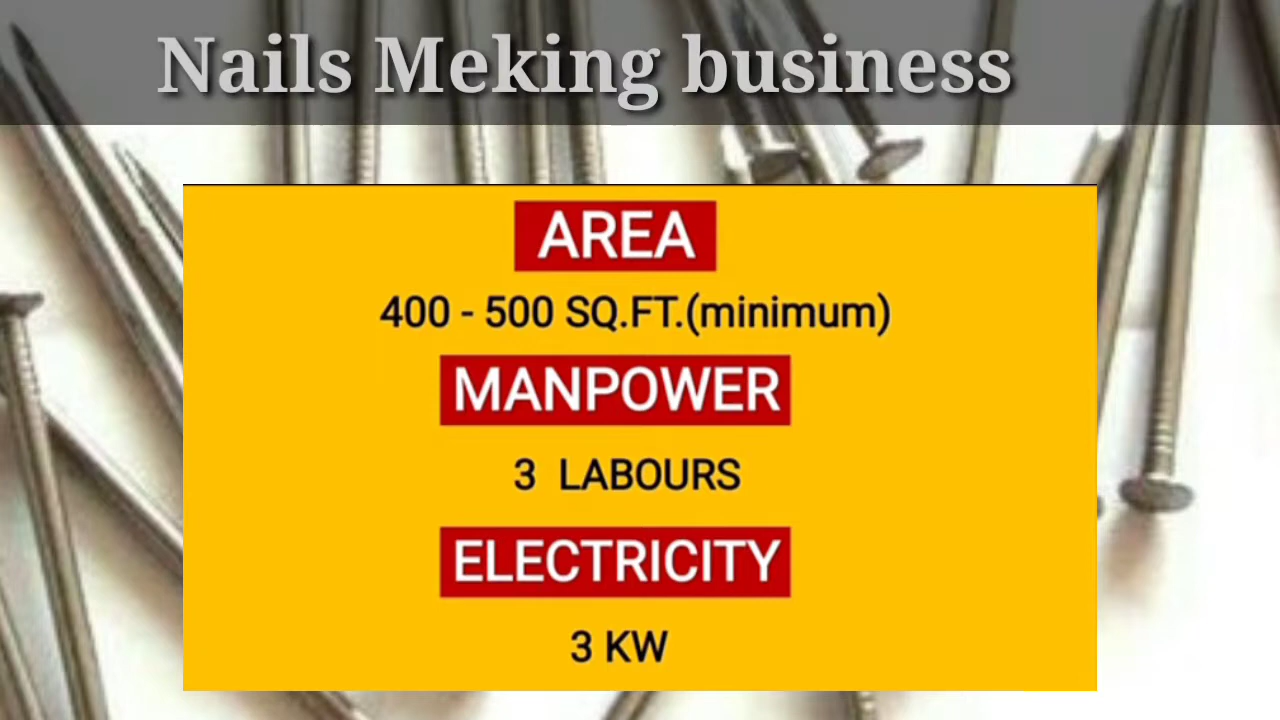 Nails Meking business
AREA
400 - 500 SQ.FT.(minimum)
MANPOWER
3 LABOURS
ELECTRICITY
3 KW